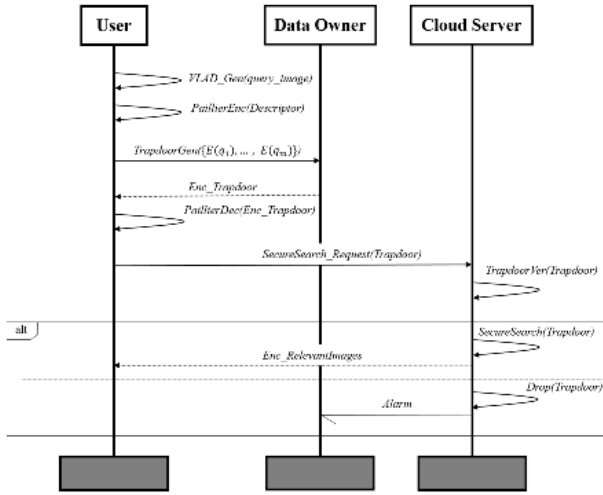 User Data Owner Cloud Server
VLAD_Gen(query_image)
PaillierEnc(Descriptor)
TrapdoorGen({E(q₁), … , E(qₘ)})
Enc_Trapdoor
PaillierDec(Enc_Trapdoor)
SecureSearch_Request(Trapdoor)
TrapdoorVer(Trapdoor)
alt
SecureSearch(Trapdoor)
Enc_RelevantImages
Drop(Trapdoor)
Alarm